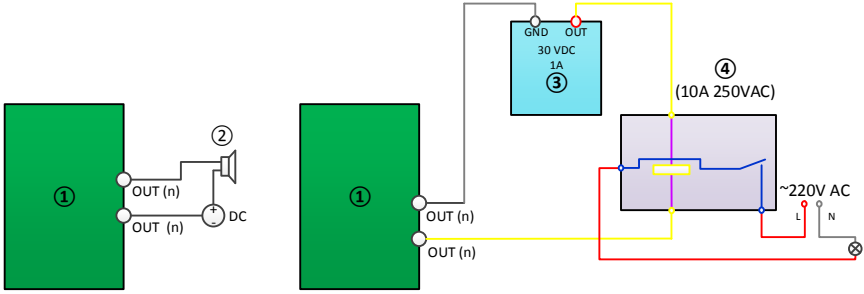 ①
②
OUT (n)
+
-
DC
OUT (n)
①
OUT (n)
OUT (n)
GND OUT
30 VDC
1A
③
④
(10A 250VAC)
~220V AC
L N